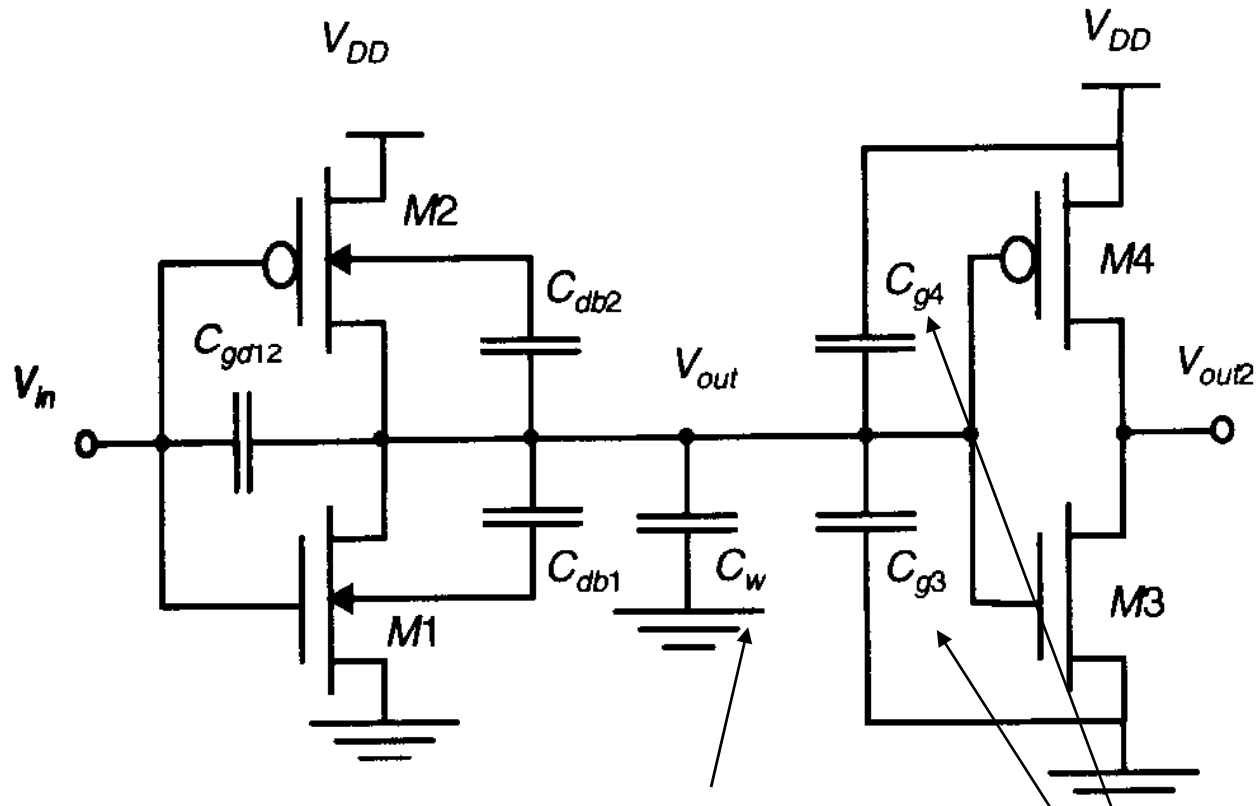 V_DD
V_DD
M2
M4
C_db2
C_g4
C_gd12
V_in
V_out
V_out2
C_db1
C_w
C_g3
M1
M3